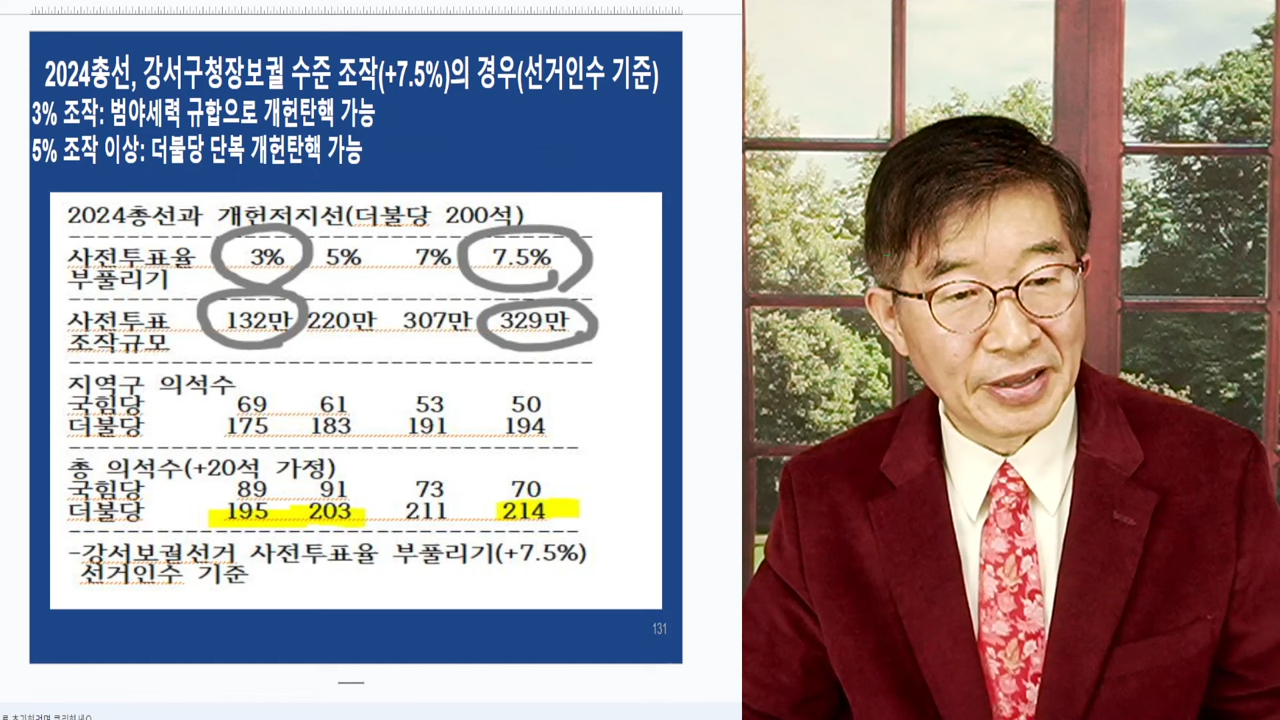 2024총선, 강서구청장보궐 수준 조작(+7.5%)의 경우(선거인수 기준)
3% 조작: 범야세력 규합으로 개헌탄핵 가능
5% 조작 이상: 더불당 단복 개헌탄핵 가능
2024총선과 개헌저지선(더불당 200석)
사전투표율 3% 5% 7% 7.5%
부풀리기
사전투표 132만 220만 307만 329만
조작규모
지역구 의석수
국힘당 69 61 53 50
더불당 175 183 191 194
총 의석수(+20석 가정)
국힘당 89 91 73 70
더불당 195 203 211 214
-강서보궐선거 사전투표율 부풀리기(+7.5%)
선거인수 기준
131